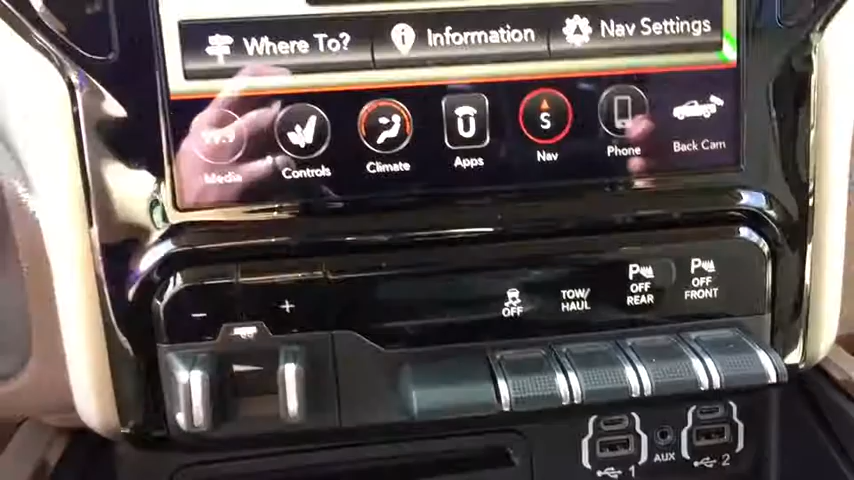 Where To?
Information
Nav Settings
Media
Controls
Climate
U
Apps
S
Nav
Phone
Back Cam
− +
OFF
TOW/
HAUL
P
OFF
REAR
P
OFF
FRONT
1
AUX
2